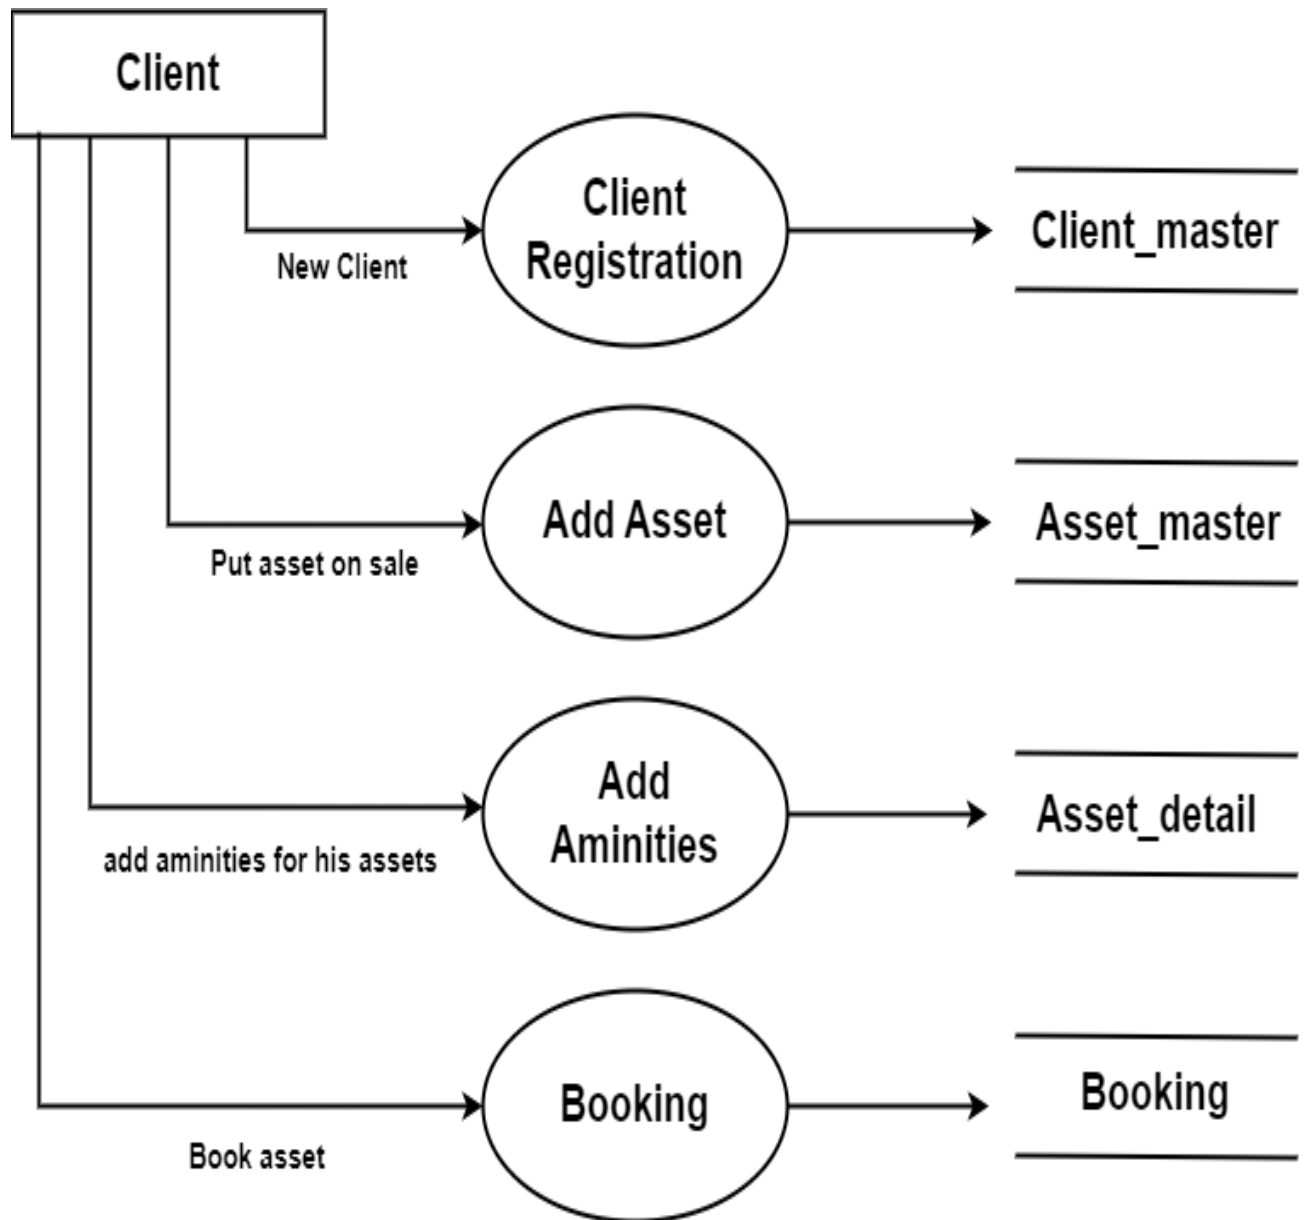 Client
Client
Registration
Client_master
New Client
Add Asset
Asset_master
Put asset on sale
Add
Aminities
Asset_detail
add aminities for his assets
Booking
Booking
Book asset